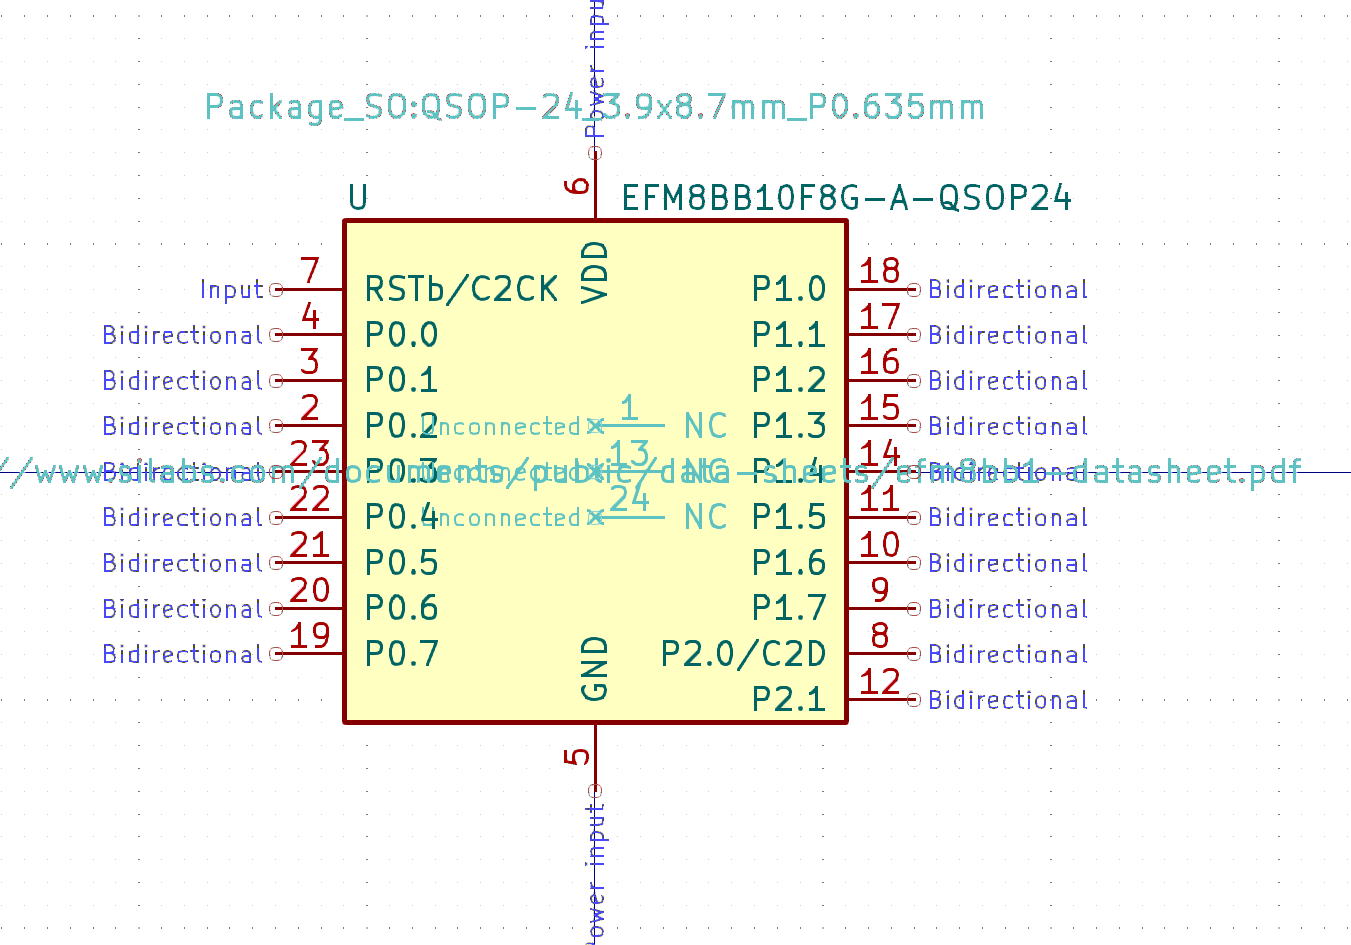 Power input
Package_SO:QSOP-24_3.9x8.7mm_P0.635mm
6
U
EFM8BB10F8G-A-QSOP24
VDD
Input 7 RSTb/C2CK P1.0 18 Bidirectional
Bidirectional 4 P0.0 P1.1 17 Bidirectional
Bidirectional 3 P0.1 P1.2 16 Bidirectional
Bidirectional 2 P0.2 Unconnected 1 NC P1.3 15 Bidirectional
Bidirectional 23 P0.3 Unconnected 13 NC P1.4 14 Bidirectional
//www.silabs.com/documents/public/data-sheets/efm8bb1-datasheet.pdf
Bidirectional 22 P0.4 Unconnected 24 NC P1.5 11 Bidirectional
Bidirectional 21 P0.5 P1.6 10 Bidirectional
Bidirectional 20 P0.6 P1.7 9 Bidirectional
Bidirectional 19 P0.7 P2.0/C2D 8 Bidirectional
GND
P2.1 12 Bidirectional
5
Power input